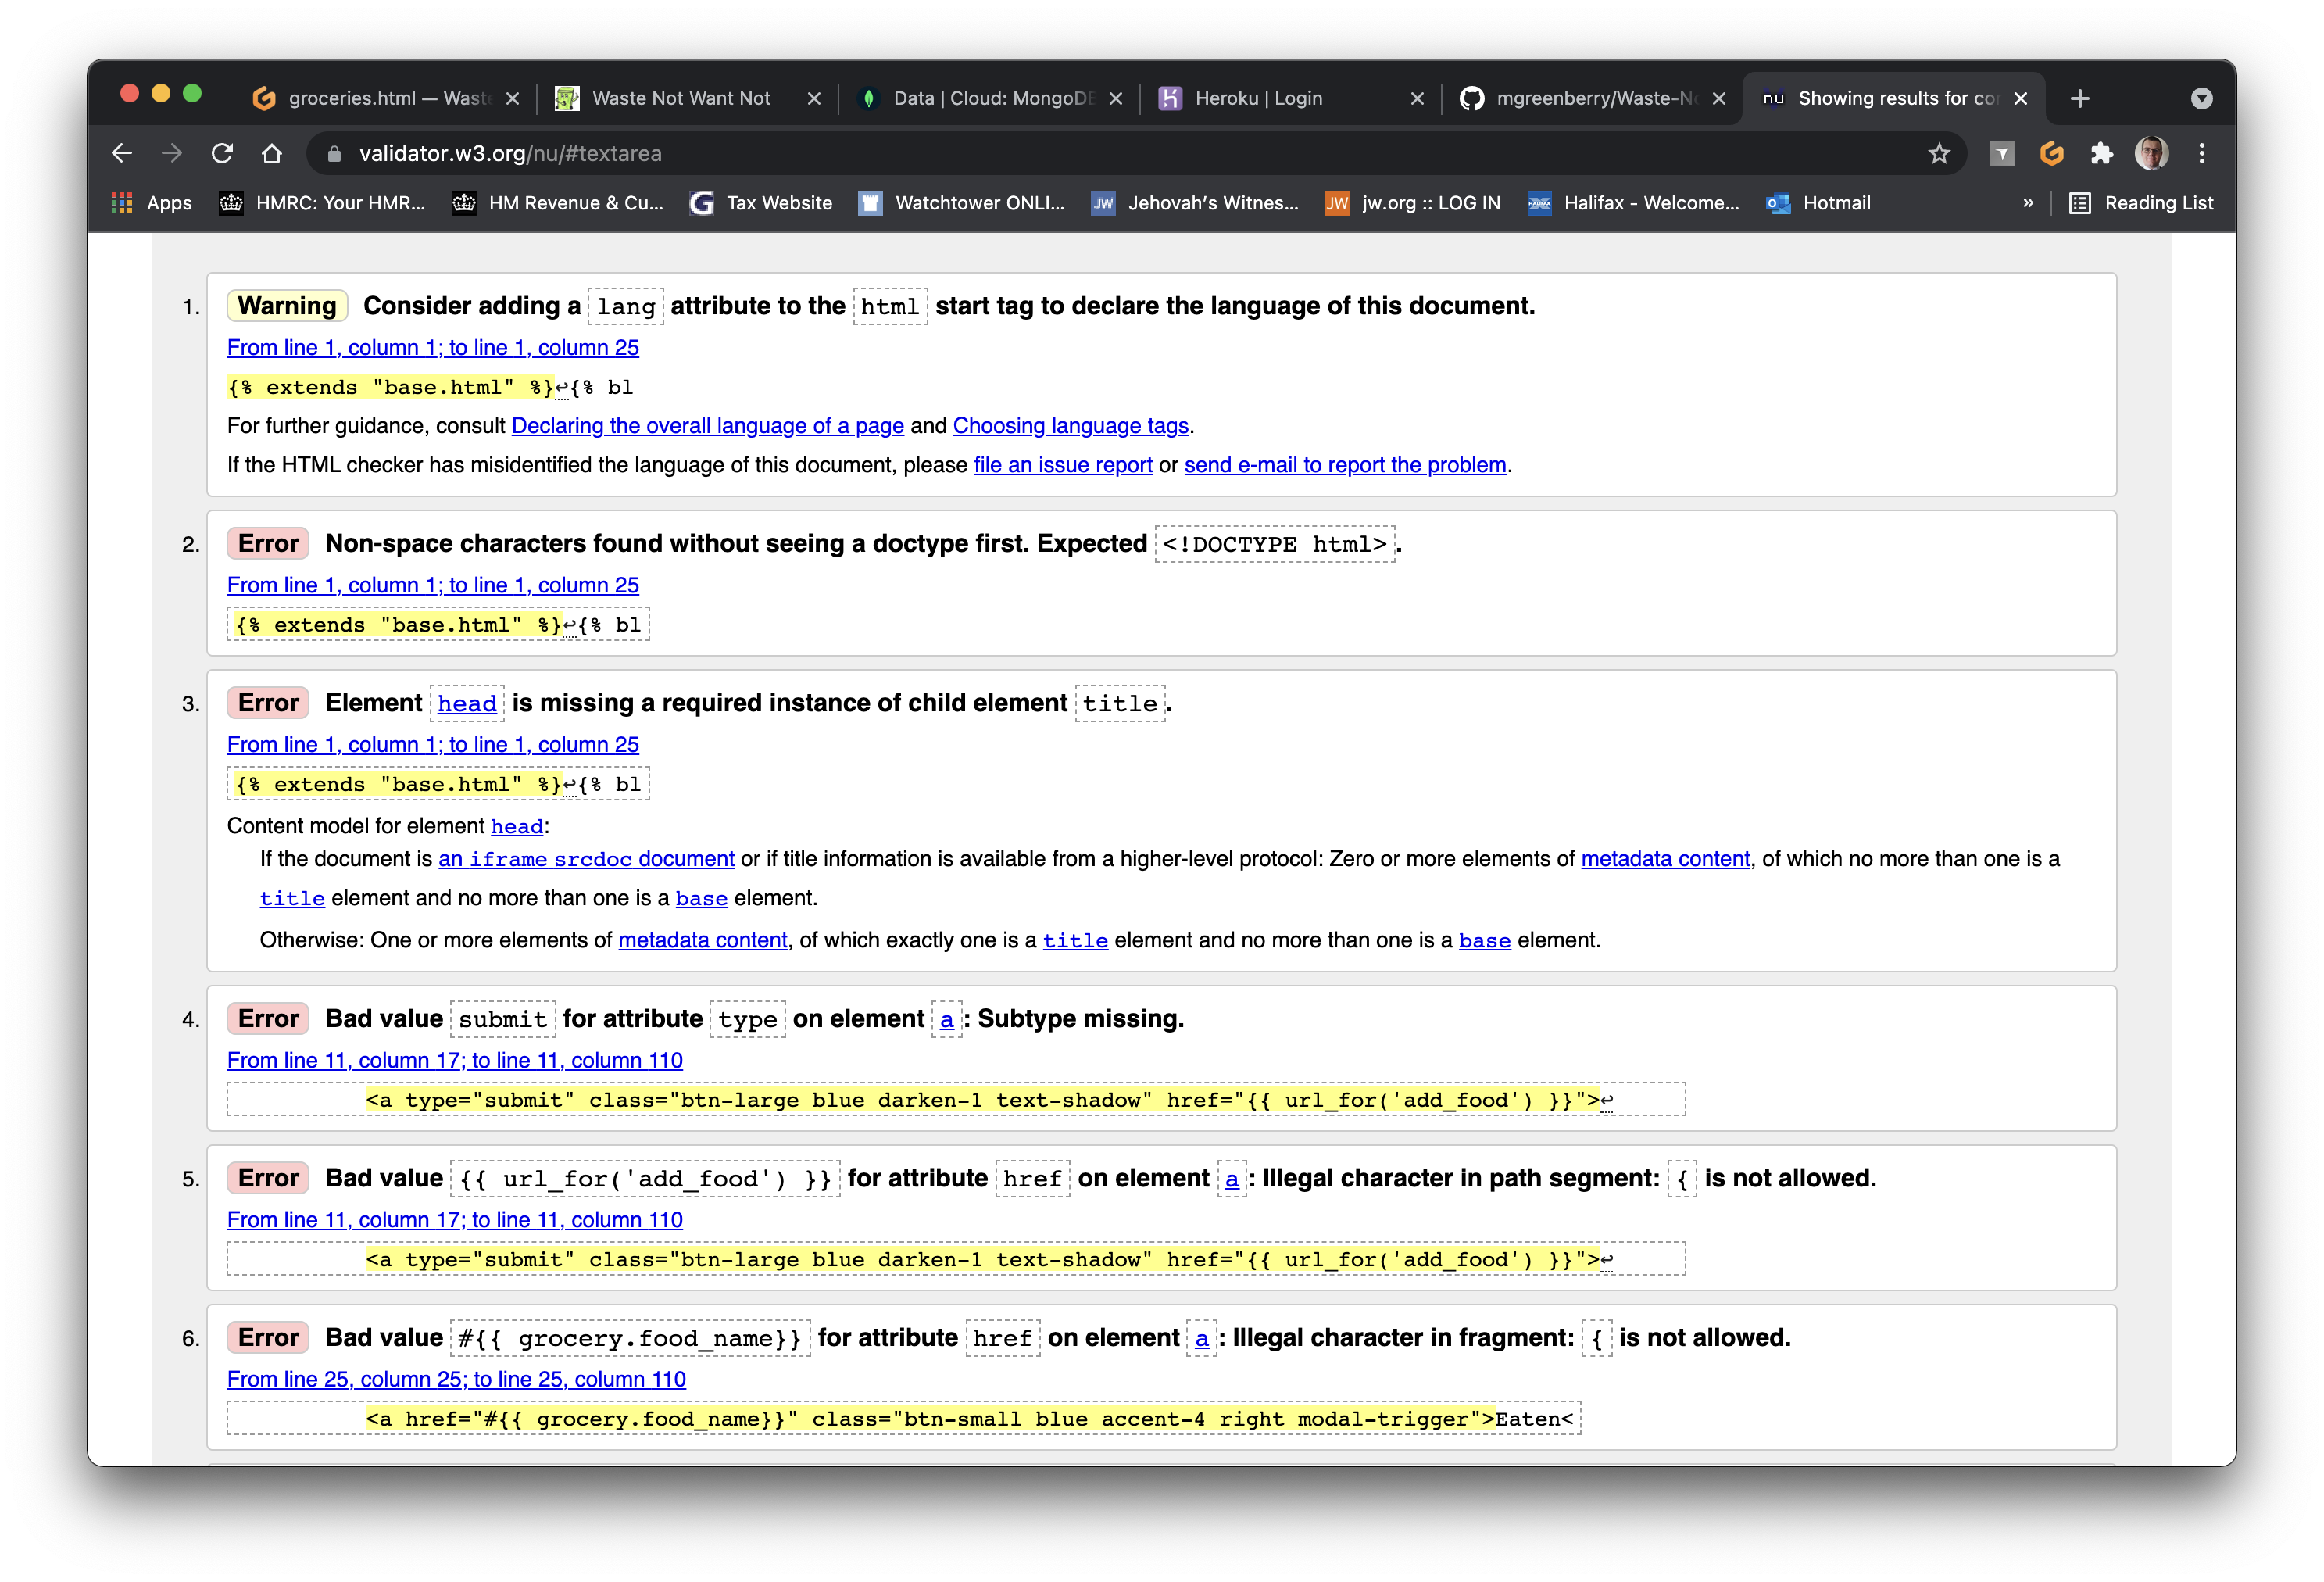 groceries.html — Waste
Waste Not Want Not
Data | Cloud: MongoDB
Heroku | Login
mgreenberry/Waste-No
Showing results for con
validator.w3.org/nu/#textarea
Apps HMRC: Your HMR... HM Revenue & Cu... Tax Website Watchtower ONLI... Jehovah's Witnes... jw.org :: LOG IN Halifax - Welcome... Hotmail » Reading List
1. Warning Consider adding a lang attribute to the html start tag to declare the language of this document.
From line 1, column 1; to line 1, column 25
{% extends "base.html" %}↩{% bl
For further guidance, consult Declaring the overall language of a page and Choosing language tags.
If the HTML checker has misidentified the language of this document, please file an issue report or send e-mail to report the problem.
2. Error Non-space characters found without seeing a doctype first. Expected <!DOCTYPE html>.
From line 1, column 1; to line 1, column 25
{% extends "base.html" %}↩{% bl
3. Error Element head is missing a required instance of child element title.
From line 1, column 1; to line 1, column 25
{% extends "base.html" %}↩{% bl
Content model for element head:
If the document is an iframe srcdoc document or if title information is available from a higher-level protocol: Zero or more elements of metadata content, of which no more than one is a
title element and no more than one is a base element.
Otherwise: One or more elements of metadata content, of which exactly one is a title element and no more than one is a base element.
4. Error Bad value submit for attribute type on element a: Subtype missing.
From line 11, column 17; to line 11, column 110
<a type="submit" class="btn-large blue darken-1 text-shadow" href="{{ url_for('add_food') }}">↩
5. Error Bad value {{ url_for('add_food') }} for attribute href on element a: Illegal character in path segment: { is not allowed.
From line 11, column 17; to line 11, column 110
<a type="submit" class="btn-large blue darken-1 text-shadow" href="{{ url_for('add_food') }}">↩
6. Error Bad value #{{ grocery.food_name}} for attribute href on element a: Illegal character in fragment: { is not allowed.
From line 25, column 25; to line 25, column 110
<a href="#{{ grocery.food_name}}" class="btn-small blue accent-4 right modal-trigger">Eaten<